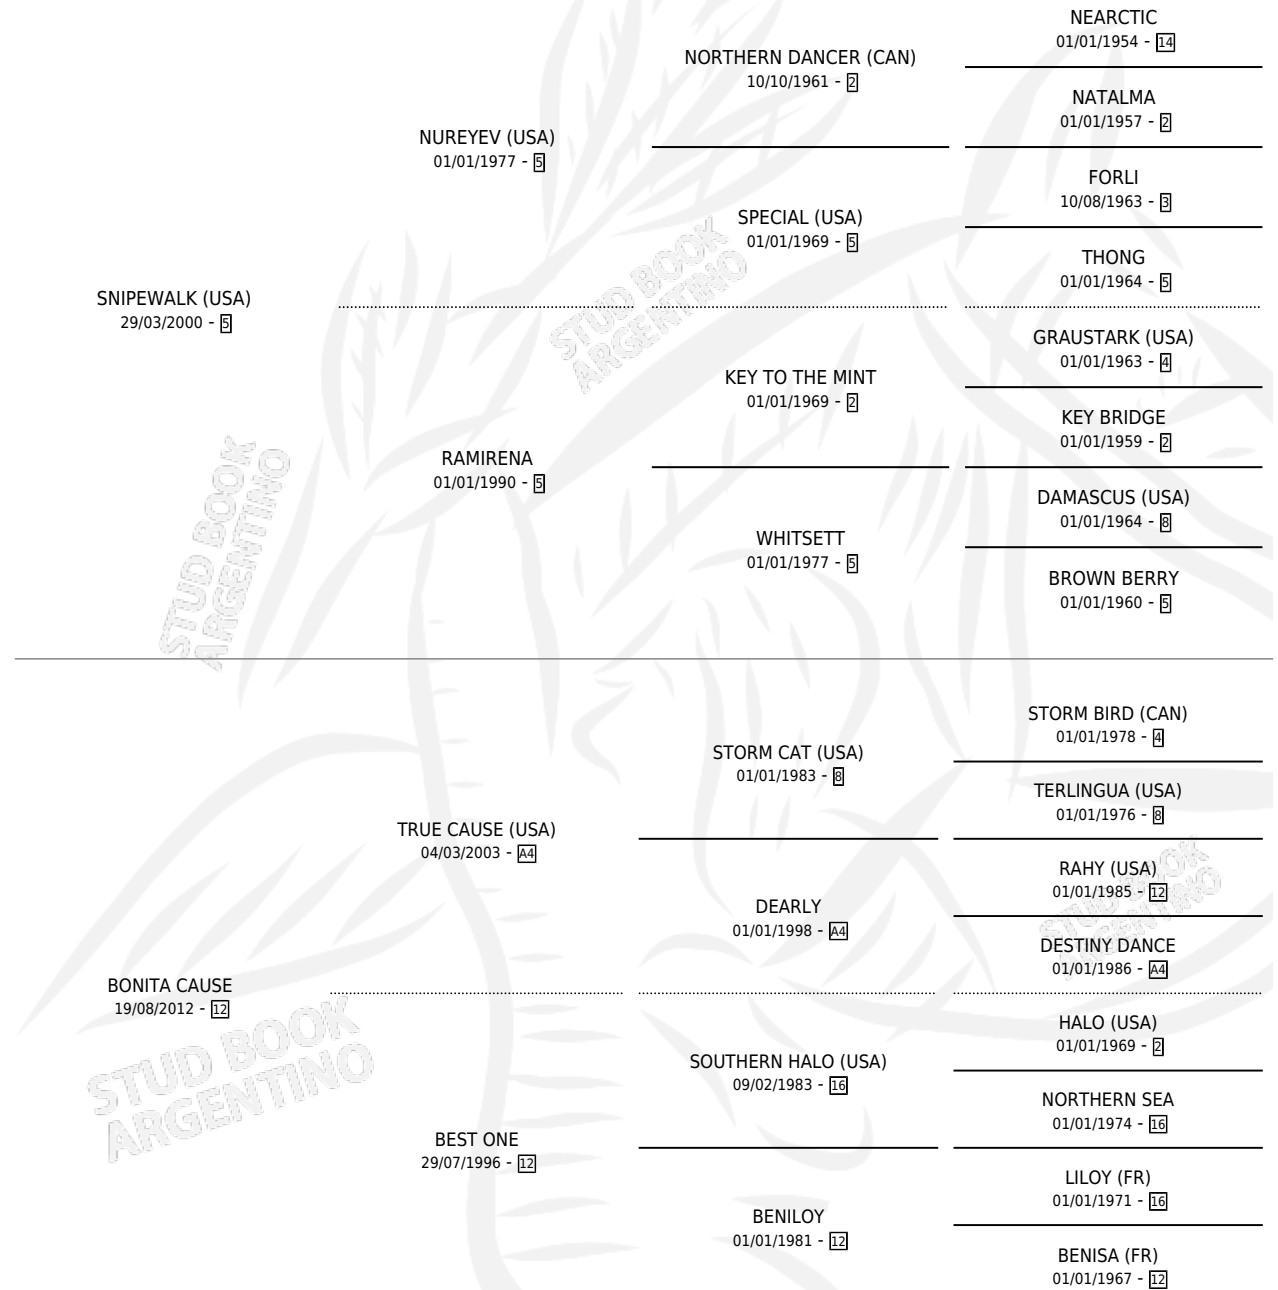 NEARCTIC
01/01/1954 - 14
NORTHERN DANCER (CAN)
10/10/1961 - 2
NATALMA
01/01/1957 - 2
NUREYEV (USA)
01/01/1977 - 5
FORLI
10/08/1963 - 3
SPECIAL (USA)
01/01/1969 - 5
THONG
01/01/1964 - 5
SNIPEWALK (USA)
29/03/2000 - 5
GRAUSTARK (USA)
01/01/1963 - 4
KEY TO THE MINT
01/01/1969 - 2
KEY BRIDGE
01/01/1959 - 2
RAMIRENA
01/01/1990 - 5
DAMASCUS (USA)
01/01/1964 - 8
WHITSETT
01/01/1977 - 5
BROWN BERRY
01/01/1960 - 5
STORM BIRD (CAN)
01/01/1978 - 4
STORM CAT (USA)
01/01/1983 - 8
TERLINGUA (USA)
01/01/1976 - 8
TRUE CAUSE (USA)
04/03/2003 - A4
RAHY (USA)
01/01/1985 - 12
DEARLY
01/01/1998 - A4
DESTINY DANCE
01/01/1986 - A4
BONITA CAUSE
19/08/2012 - 12
HALO (USA)
01/01/1969 - 2
SOUTHERN HALO (USA)
09/02/1983 - 16
NORTHERN SEA
01/01/1974 - 16
BEST ONE
29/07/1996 - 12
LILOY (FR)
01/01/1971 - 16
BENILOY
01/01/1981 - 12
BENISA (FR)
01/01/1967 - 12
STUD BOOK
ARGENTINO
STUD BOOK
ARGENTINO
STUD BOOK
ARGENTINO
STUD BOOK
ARGENTINO